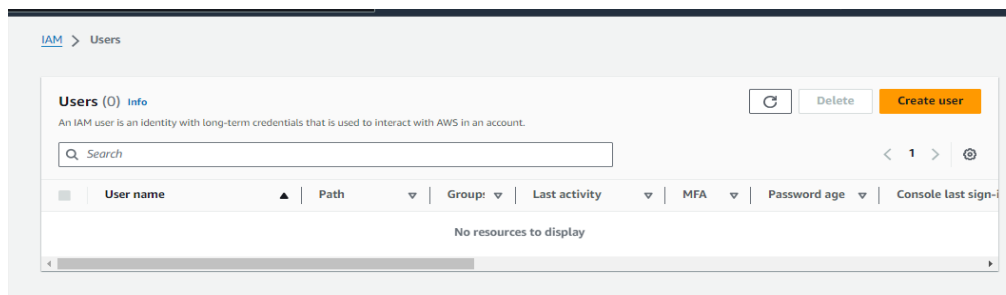 IAM > Users
Users (0) Info
Delete
Create user
An IAM user is an identity with long-term credentials that is used to interact with AWS in an account.
Search
< 1 >
User name Path Groups Last activity MFA Password age Console last sign-i
No resources to display